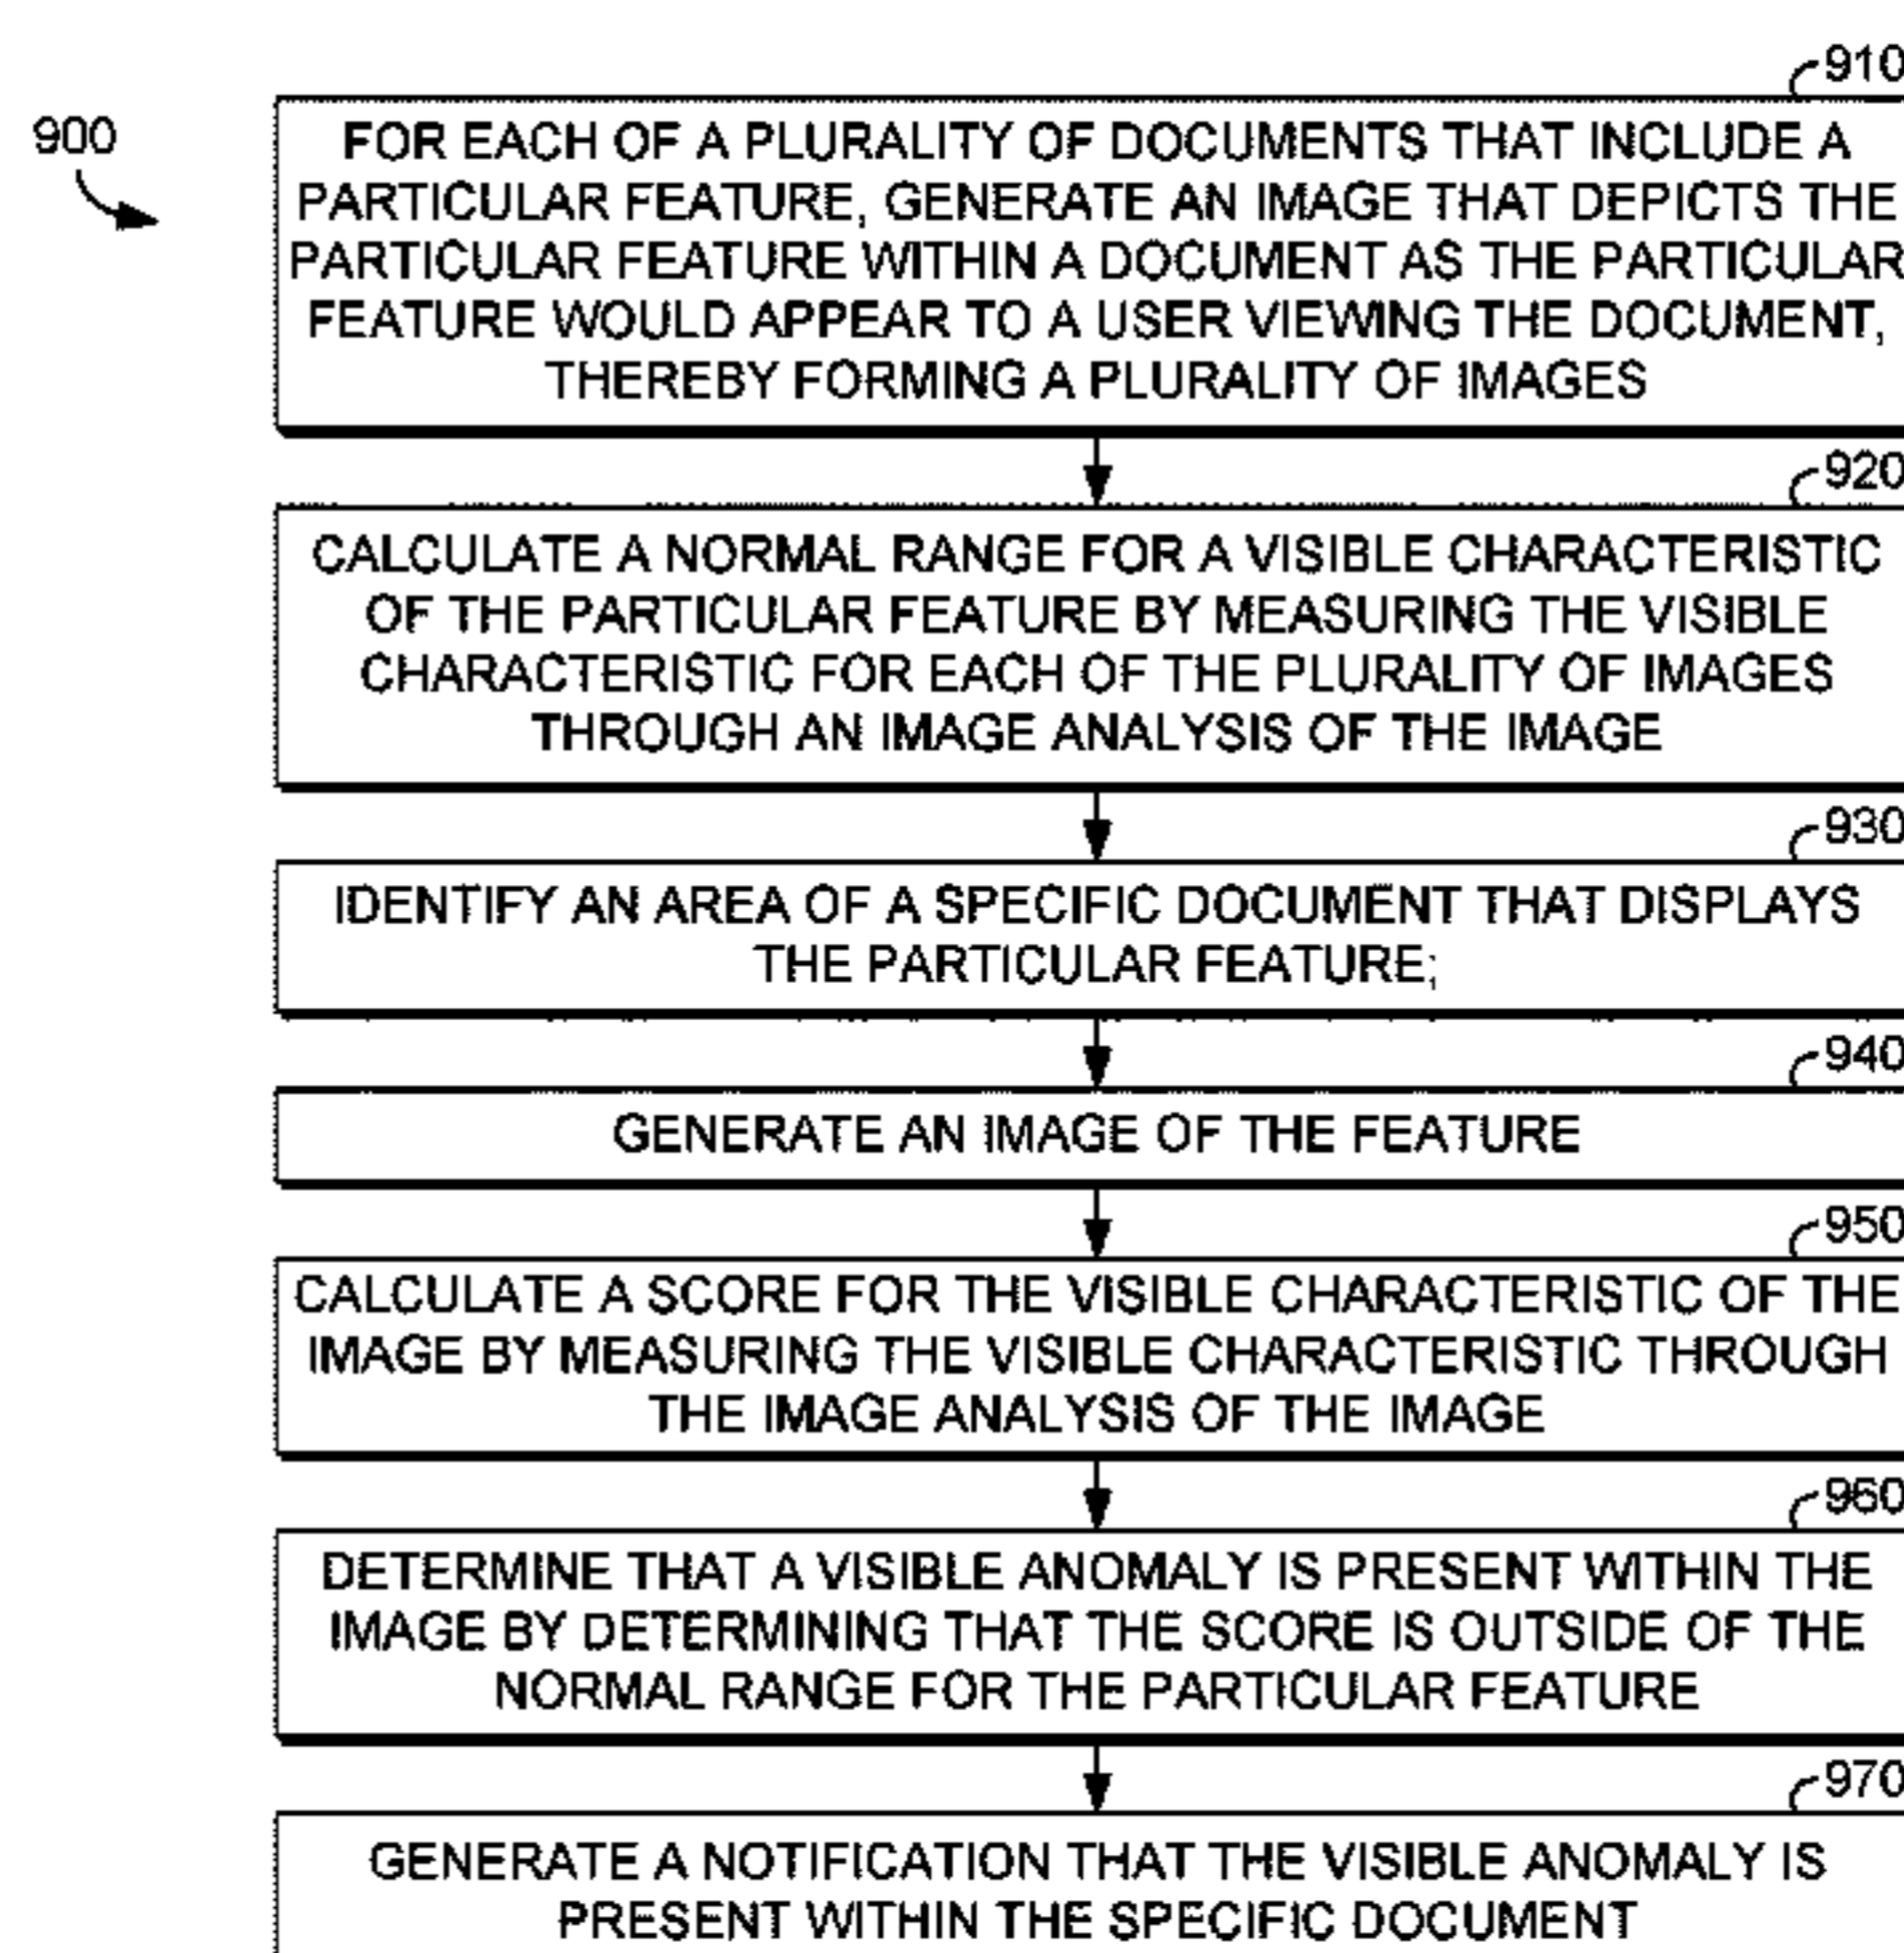 910
900
FOR EACH OF A PLURALITY OF DOCUMENTS THAT INCLUDE A
PARTICULAR FEATURE, GENERATE AN IMAGE THAT DEPICTS THE
PARTICULAR FEATURE WITHIN A DOCUMENT AS THE PARTICULAR
FEATURE WOULD APPEAR TO A USER VIEWING THE DOCUMENT,
THEREBY FORMING A PLURALITY OF IMAGES
920
CALCULATE A NORMAL RANGE FOR A VISIBLE CHARACTERISTIC
OF THE PARTICULAR FEATURE BY MEASURING THE VISIBLE
CHARACTERISTIC FOR EACH OF THE PLURALITY OF IMAGES
THROUGH AN IMAGE ANALYSIS OF THE IMAGE
930
IDENTIFY AN AREA OF A SPECIFIC DOCUMENT THAT DISPLAYS
THE PARTICULAR FEATURE;
940
GENERATE AN IMAGE OF THE FEATURE
950
CALCULATE A SCORE FOR THE VISIBLE CHARACTERISTIC OF THE
IMAGE BY MEASURING THE VISIBLE CHARACTERISTIC THROUGH
THE IMAGE ANALYSIS OF THE IMAGE
960
DETERMINE THAT A VISIBLE ANOMALY IS PRESENT WITHIN THE
IMAGE BY DETERMINING THAT THE SCORE IS OUTSIDE OF THE
NORMAL RANGE FOR THE PARTICULAR FEATURE
970
GENERATE A NOTIFICATION THAT THE VISIBLE ANOMALY IS
PRESENT WITHIN THE SPECIFIC DOCUMENT